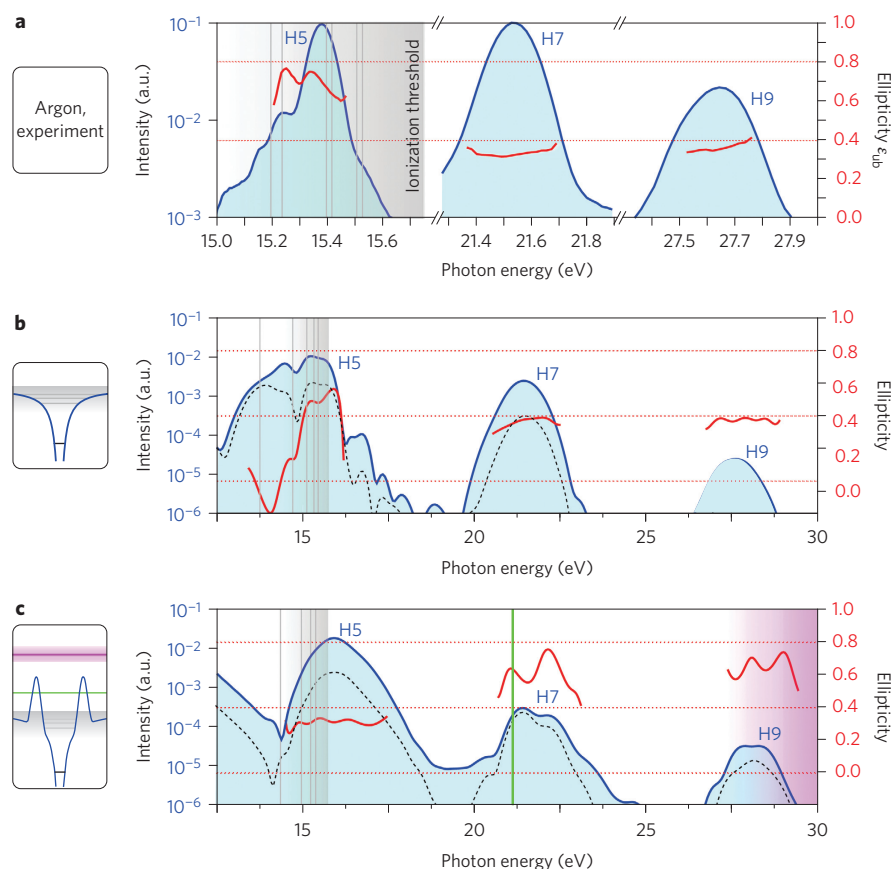 a
Argon,
experiment
Intensity (a.u.)
10⁻¹
10⁻²
10⁻³
H5
H7
H9
Ionization threshold
1.0
0.8
0.6
0.4
0.2
0.0
Ellipticity εub
15.0
15.2
15.4
15.6
21.4
21.6
21.8
27.5
27.7
27.9
Photon energy (eV)
b
Intensity (a.u.)
10⁻¹
10⁻²
10⁻³
10⁻⁴
10⁻⁵
10⁻⁶
H5
H7
H9
1.0
0.8
0.6
0.4
0.2
0.0
Ellipticity
15
20
25
30
Photon energy (eV)
c
Intensity (a.u.)
10⁻¹
10⁻²
10⁻³
10⁻⁴
10⁻⁵
10⁻⁶
H5
H7
H9
1.0
0.8
0.6
0.4
0.2
0.0
Ellipticity
15
20
25
30
Photon energy (eV)